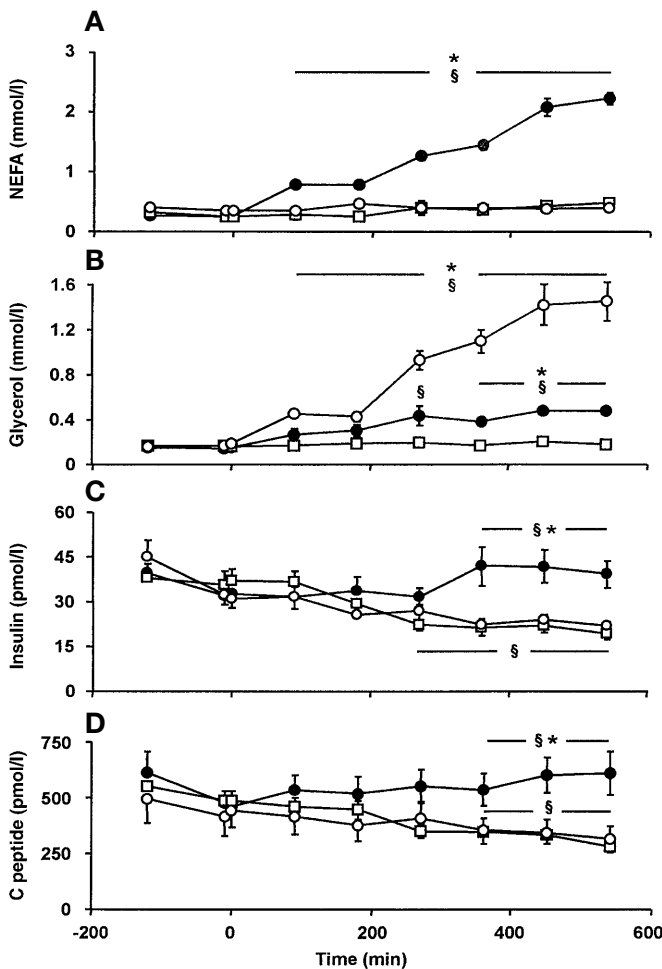 A
NEFA (mmol/l)
3
2
1
0
*
§
B
Glycerol (mmol/l)
1.6
1.2
0.8
0.4
0
*
§
§
*
§
C
Insulin (pmol/l)
60
45
30
15
0
§ *
§
D
C peptide (pmol/l)
750
500
250
0
§ *
§
-200 0 200 400 600
Time (min)